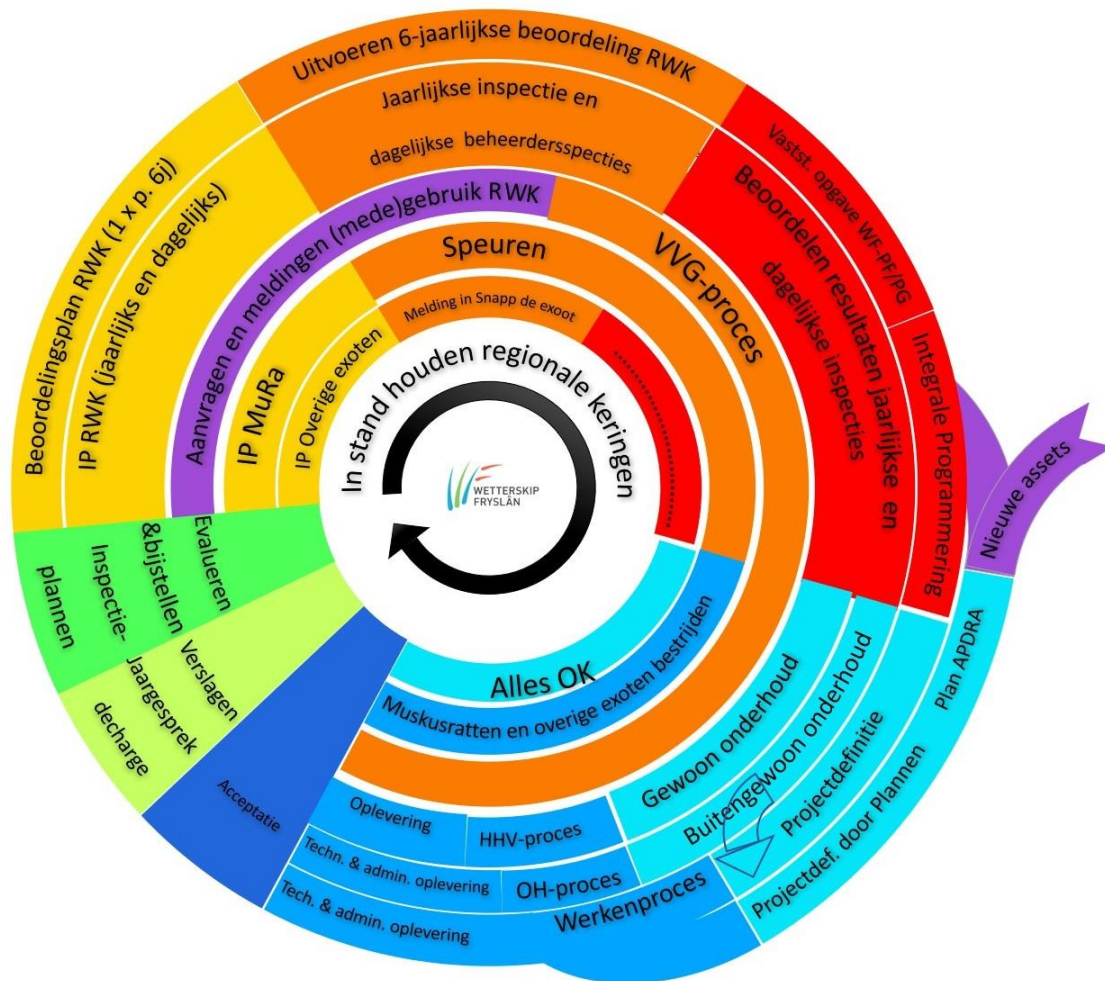 Uitvoeren 6-jaarlijkse beoordeling RWK
Jaarlijkse inspectie en
dagelijkse beheerdersspecties
Vastst. opgave WF-PF/PG
Beoordelen resultaten jaarlijkse en
dagelijkse inspecties
Integrale Programmering
Nieuwe assets
Beoordelingsplan RWK (1 x p. 6j)
IP RWK (jaarlijks en dagelijks)
Aanvragen en meldingen (mede)gebruik RWK
VVG-proces
IP MuRa
IP Overige exoten
Speuren
Melding in Snapp de exoot
In stand houden regionale keringen
WETTERSKIP
FRYSLÂN
Alles OK
Muskusratten en overige exoten bestrijden
Gewoon onderhoud
Buitengewoon onderhoud
Projectdefinitie
Plan APDRA
Projectdef. door Plannen
Oplevering
HHV-proces
Techn. & admin. oplevering
OH-proces
Tech. & admin. oplevering
Werkenproces
Acceptatie
Verslagen
Jaargesprek
decharge
Evalueren
&bijstellen
Inspectie-
plannen